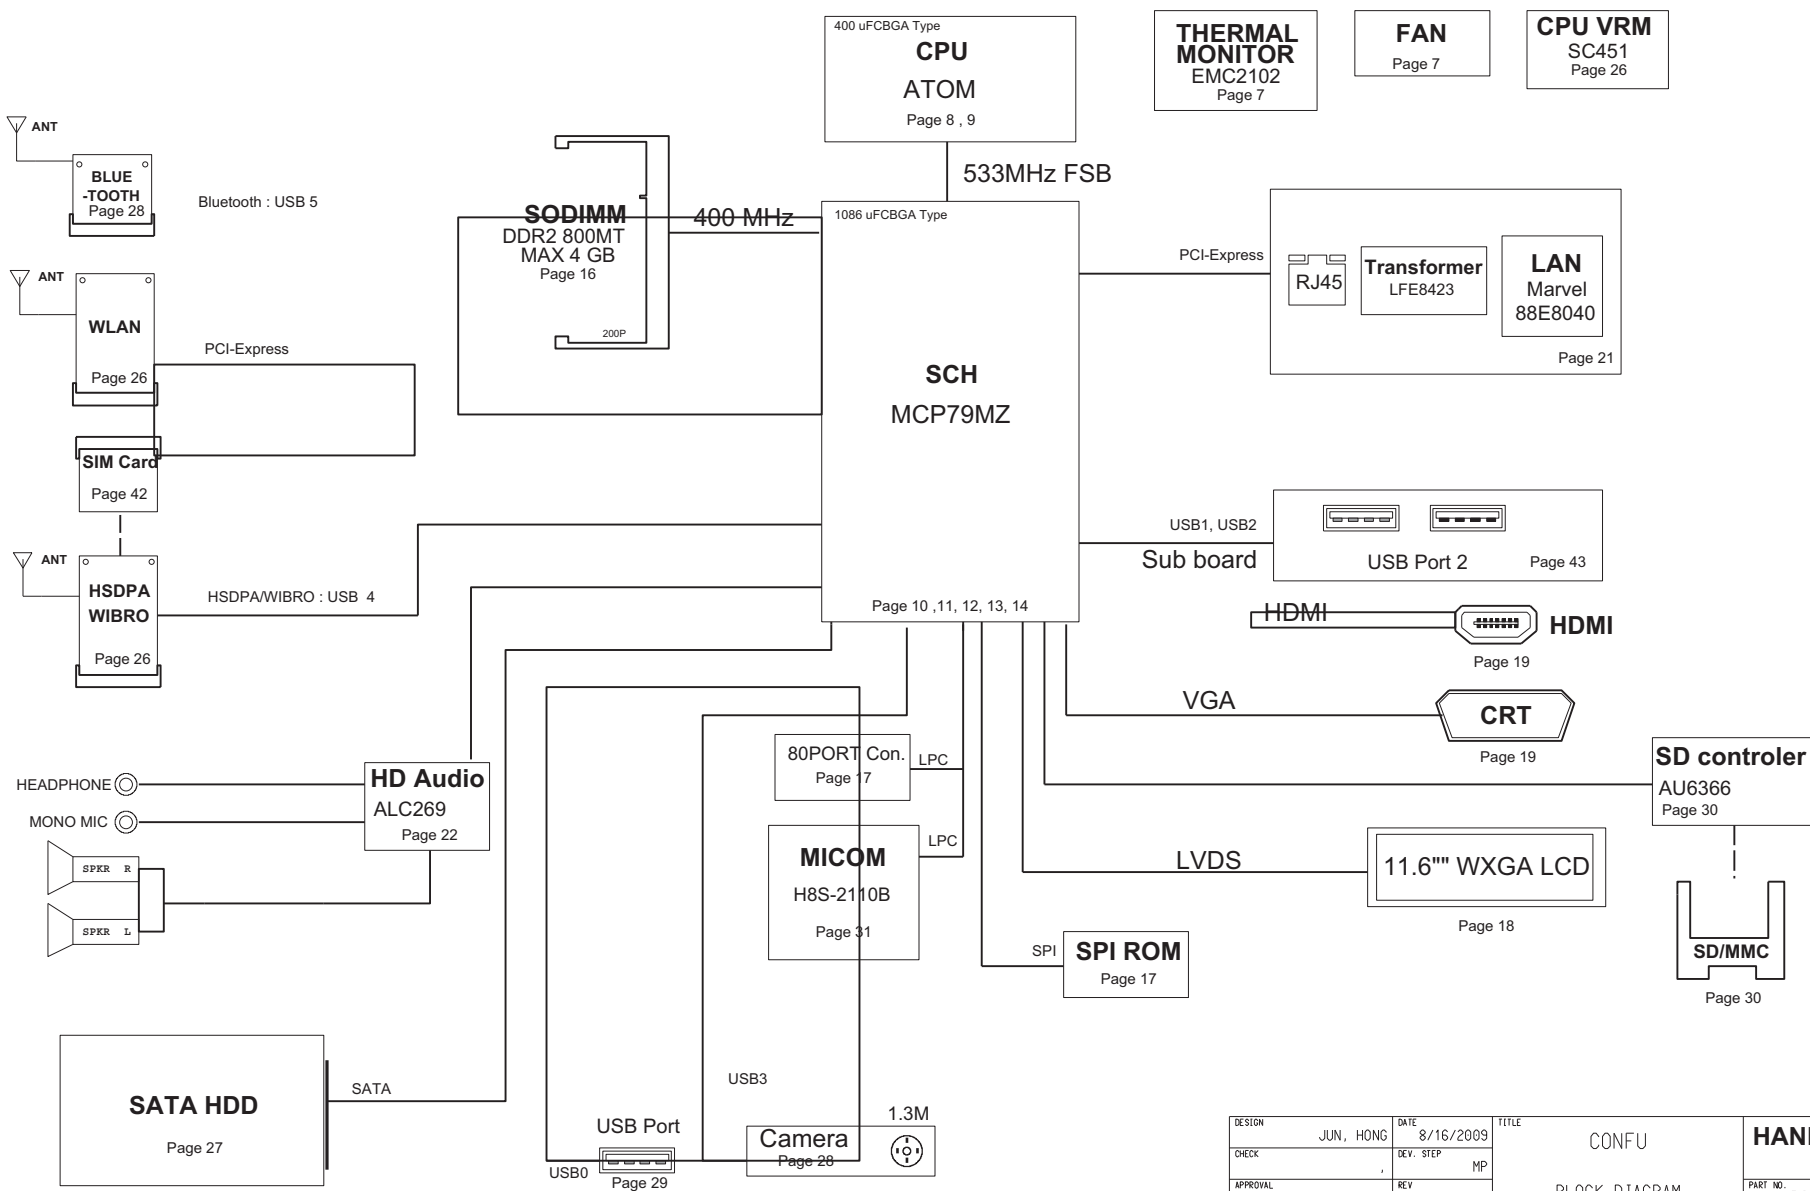 400 uFCBGA Type
CPU
ATOM
Page 8 , 9
THERMAL
MONITOR
EMC2102
Page 7
FAN
Page 7
CPU VRM
SC451
Page 26
533MHz FSB
ANT
BLUE
-TOOTH
Page 28
Bluetooth : USB 5
SODIMM
DDR2 800MT
MAX 4 GB
Page 16
200P
400 MHz
1086 uFCBGA Type
SCH
MCP79MZ
Page 10 ,11, 12, 13, 14
PCI-Express
RJ45
Transformer
LFE8423
LAN
Marvel
88E8040
Page 21
ANT
WLAN
Page 26
PCI-Express
SIM Card
Page 42
ANT
HSDPA
WIBRO
Page 26
HSDPA/WIBRO : USB 4
USB1, USB2
Sub board
USB Port 2
Page 43
HDMI
HDMI
Page 19
VGA
CRT
Page 19
SD controler
AU6366
Page 30
HEADPHONE
MONO MIC
HD Audio
ALC269
Page 22
SPKR R
SPKR L
80PORT Con.
Page 17
LPC
MICOM
H8S-2110B
Page 31
LPC
LVDS
11.6"" WXGA LCD
Page 18
SPI
SPI ROM
Page 17
SD/MMC
Page 30
SATA HDD
Page 27
SATA
USB3
USB Port
USB0
Page 29
1.3M
Camera
Page 28
DESIGN
JUN, HONG
DATE
8/16/2009
TITLE
CONFU
CHECK
,
DEV. STEP
MP
APPROVAL
REV
BLOCK DIAGRAM
PART NO.